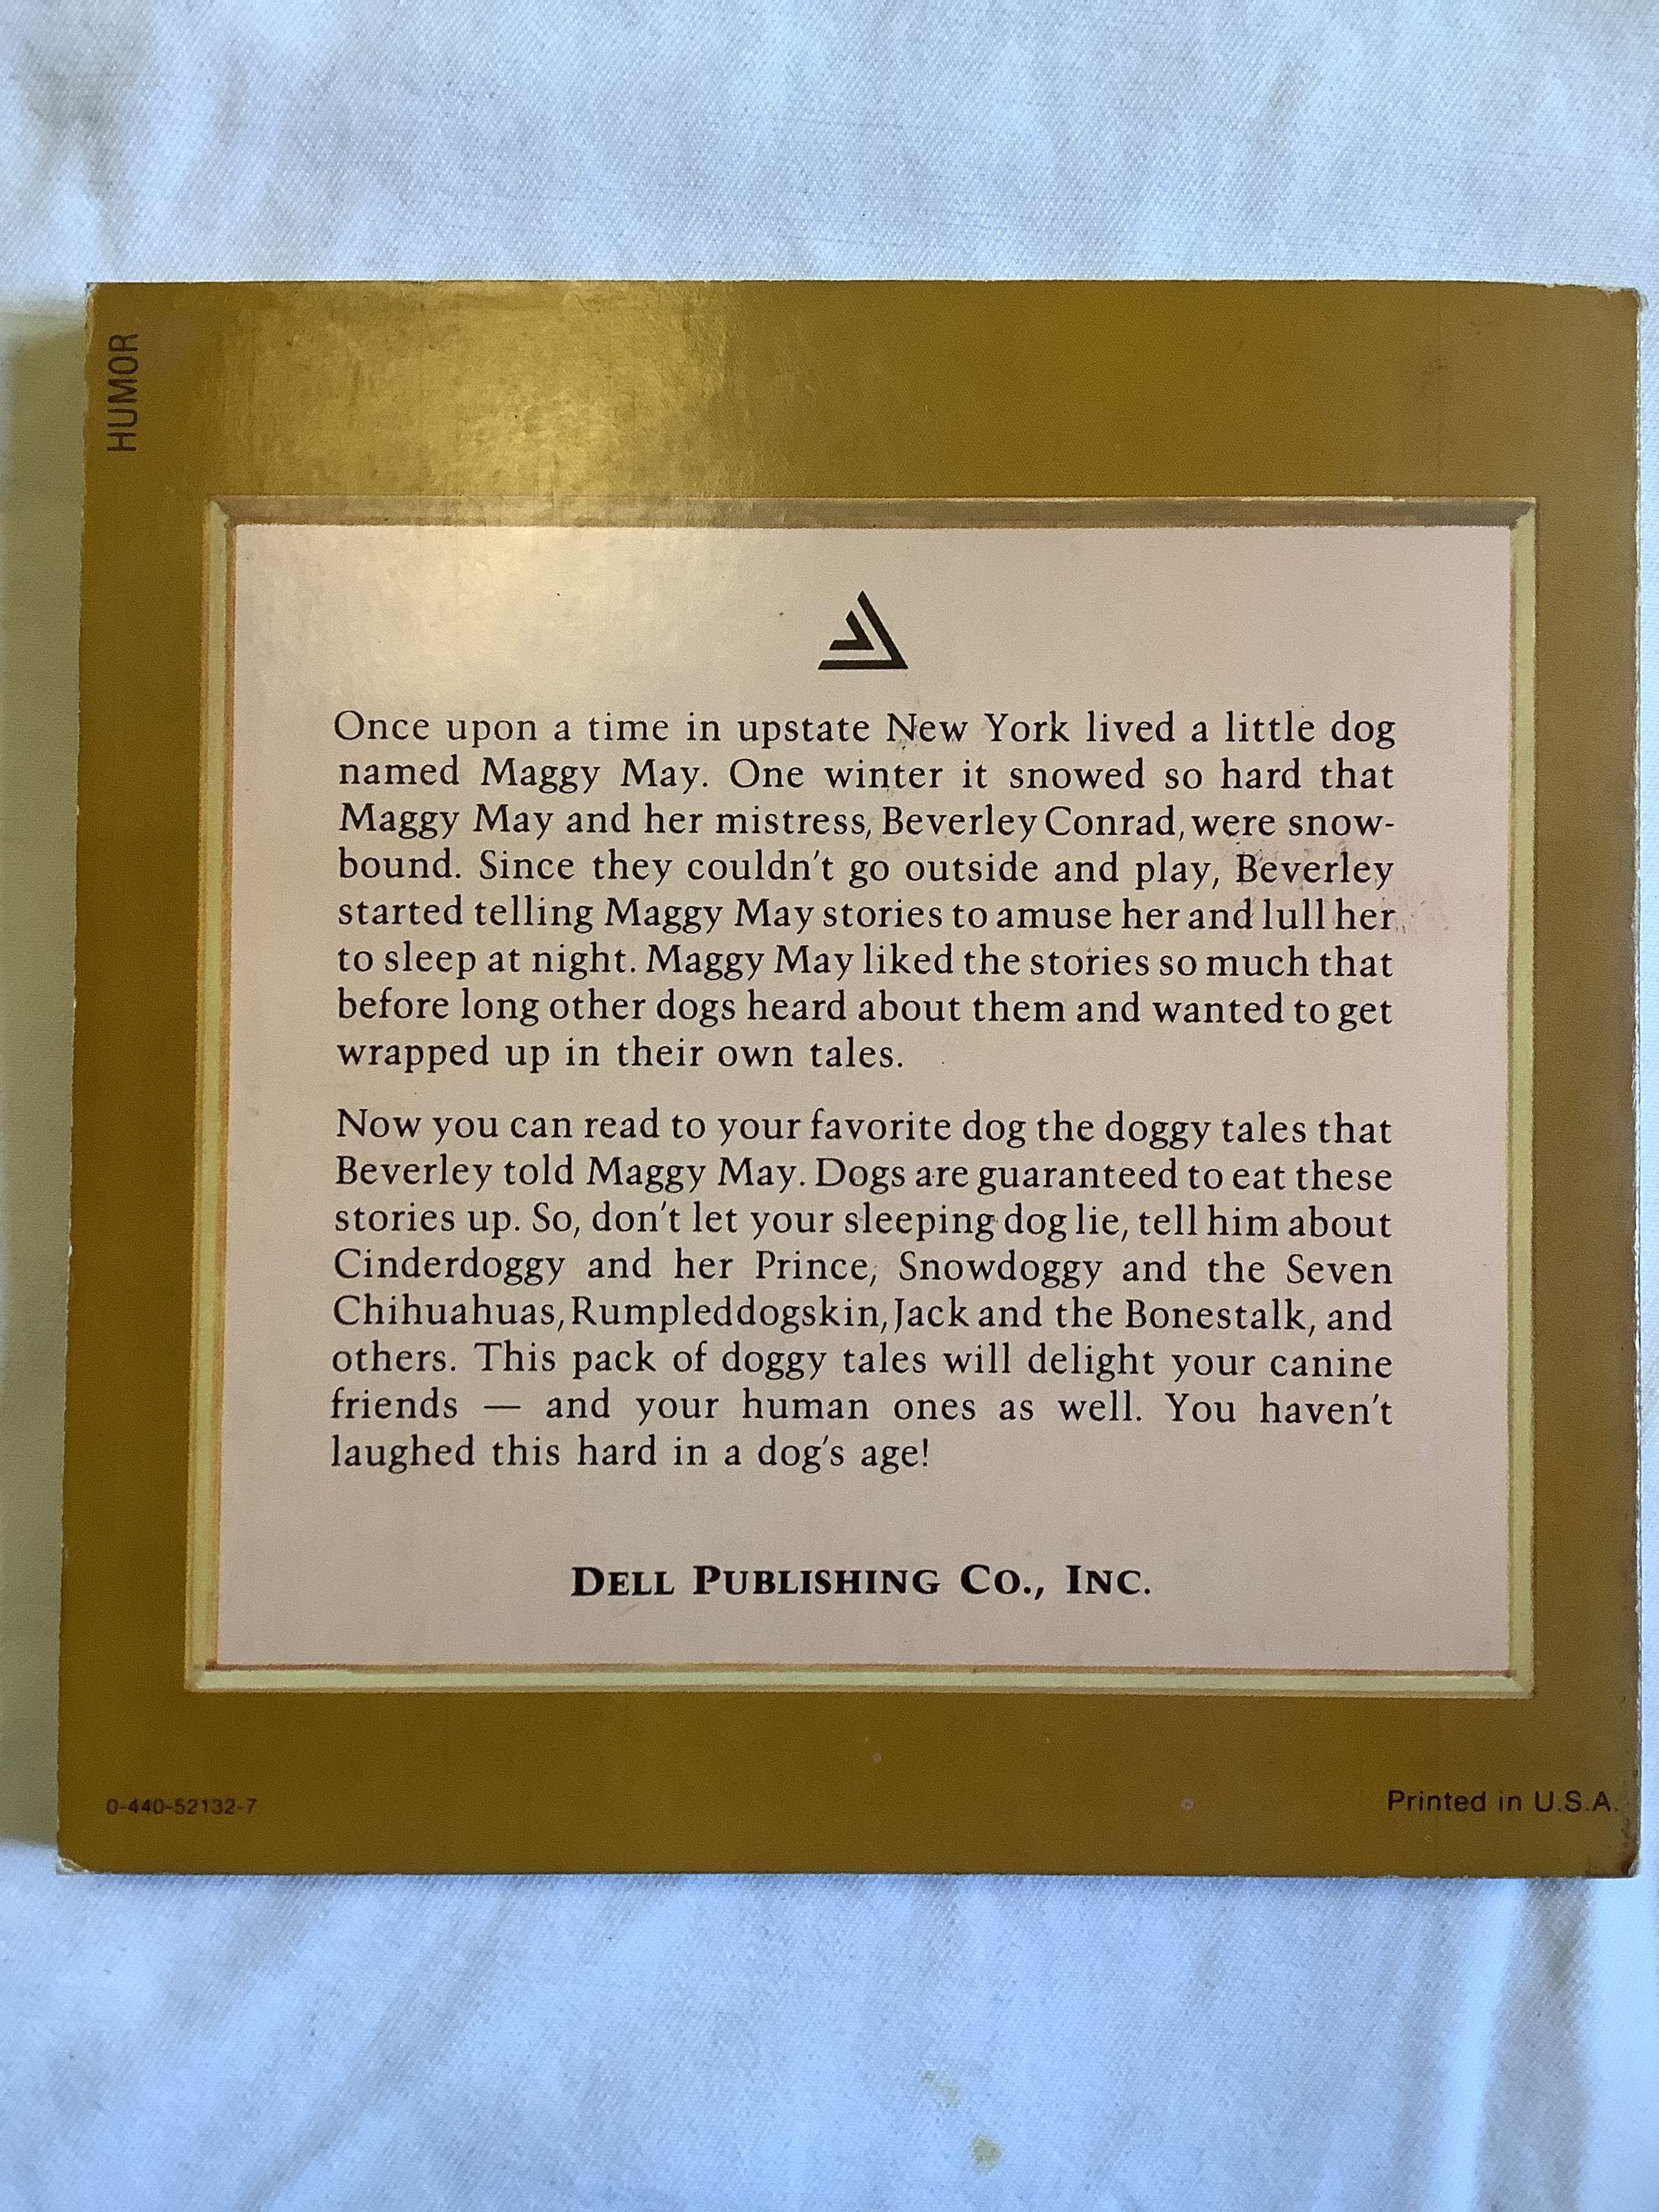 HUMOR
Once upon a time in upstate New York lived a little dog
named Maggy May. One winter it snowed so hard that
Maggy May and her mistress, Beverley Conrad, were snow-
bound. Since they couldn't go outside and play, Beverley
started telling Maggy May stories to amuse her and lull her
to sleep at night. Maggy May liked the stories so much that
before long other dogs heard about them and wanted to get
wrapped up in their own tales.
Now you can read to your favorite dog the doggy tales that
Beverley told Maggy May. Dogs are guaranteed to eat these
stories up. So, don't let your sleeping dog lie, tell him about
Cinderdoggy and her Prince, Snowdoggy and the Seven
Chihuahuas, Rumpleddogskin, Jack and the Bonestalk, and
others. This pack of doggy tales will delight your canine
friends — and your human ones as well. You haven't
laughed this hard in a dog's age!
DELL PUBLISHING CO., INC.
0-440-52132-7
Printed in U.S.A.